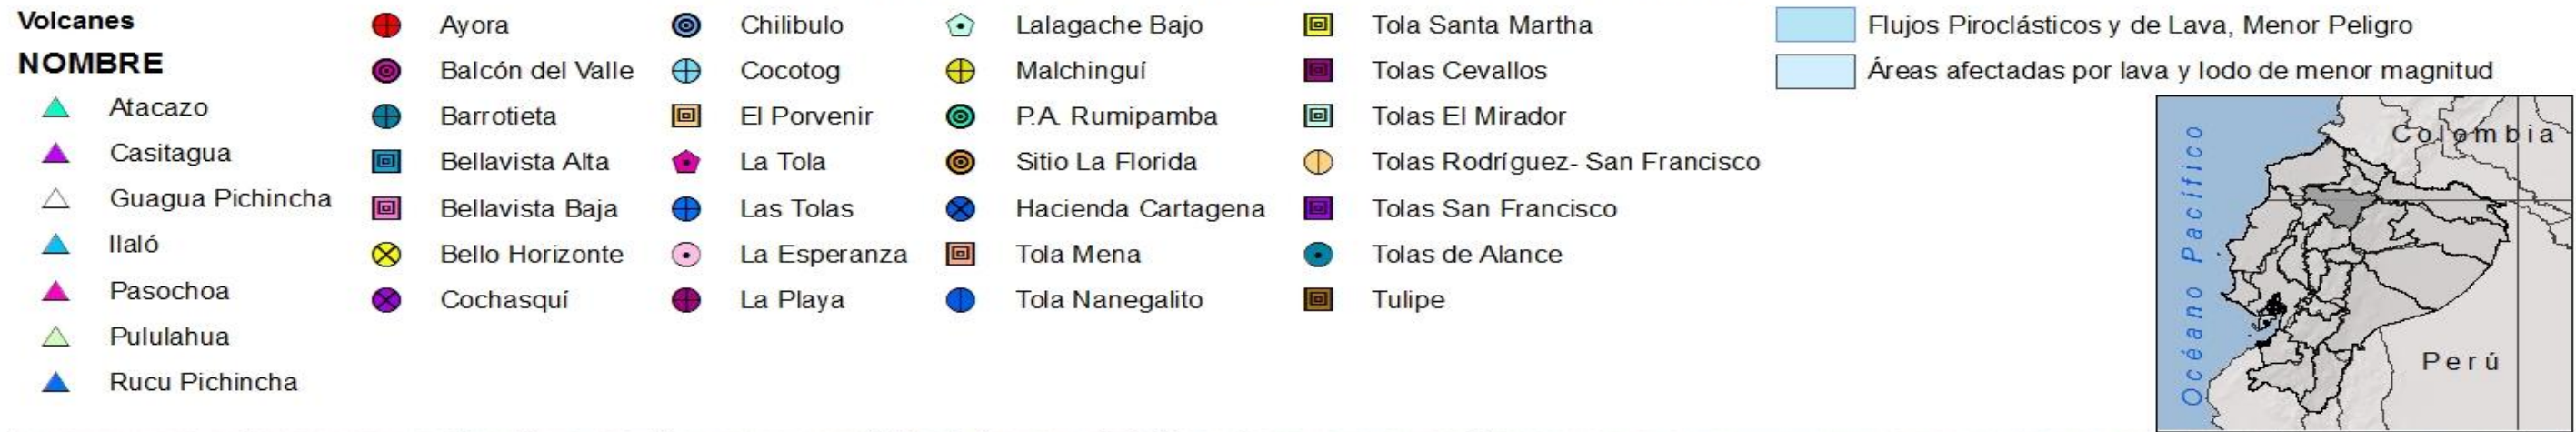 Volcanes
NOMBRE
Atacazo
Casitagua
Guagua Pichincha
Ilaló
Pasochoa
Pululahua
Rucu Pichincha
Ayora
Balcón del Valle
Barrotieta
Bellavista Alta
Bellavista Baja
Bello Horizonte
Cochasquí
Chilibulo
Cocotog
El Porvenir
La Tola
Las Tolas
La Esperanza
La Playa
Lalagache Bajo
Malchinguí
P.A. Rumipamba
Sitio La Florida
Hacienda Cartagena
Tola Mena
Tola Nanegalito
Tola Santa Martha
Tolas Cevallos
Tolas El Mirador
Tolas Rodríguez- San Francisco
Tolas San Francisco
Tolas de Alance
Tulipe
Flujos Piroclásticos y de Lava, Menor Peligro
Áreas afectadas por lava y lodo de menor magnitud
Colombia
Océano Pacífico
Perú